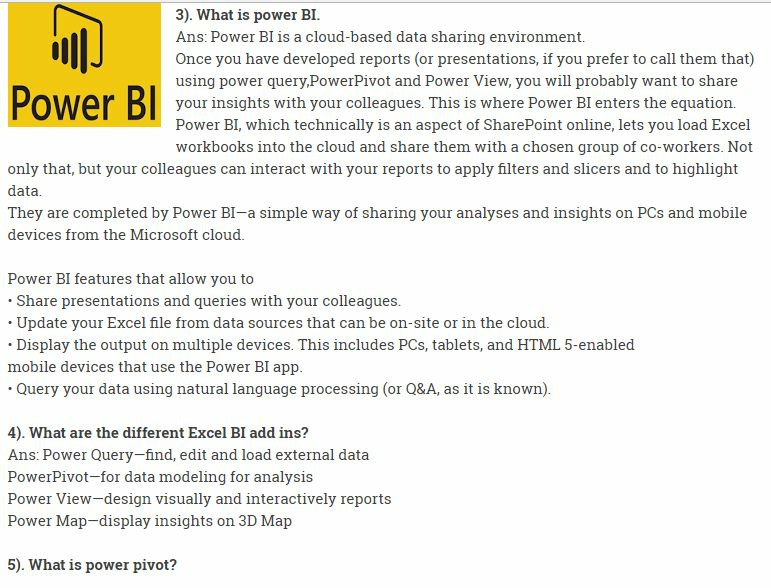 Power BI
3). What is power BI.
Ans: Power BI is a cloud-based data sharing environment.
Once you have developed reports (or presentations, if you prefer to call them that)
using power query,PowerPivot and Power View, you will probably want to share
your insights with your colleagues. This is where Power BI enters the equation.
Power BI, which technically is an aspect of SharePoint online, lets you load Excel
workbooks into the cloud and share them with a chosen group of co-workers. Not
only that, but your colleagues can interact with your reports to apply filters and slicers and to highlight
data.
They are completed by Power BI—a simple way of sharing your analyses and insights on PCs and mobile
devices from the Microsoft cloud.
Power BI features that allow you to
• Share presentations and queries with your colleagues.
• Update your Excel file from data sources that can be on-site or in the cloud.
• Display the output on multiple devices. This includes PCs, tablets, and HTML 5-enabled
mobile devices that use the Power BI app.
• Query your data using natural language processing (or Q&A, as it is known).
4). What are the different Excel BI add ins?
Ans: Power Query—find, edit and load external data
PowerPivot—for data modeling for analysis
Power View—design visually and interactively reports
Power Map—display insights on 3D Map
5). What is power pivot?